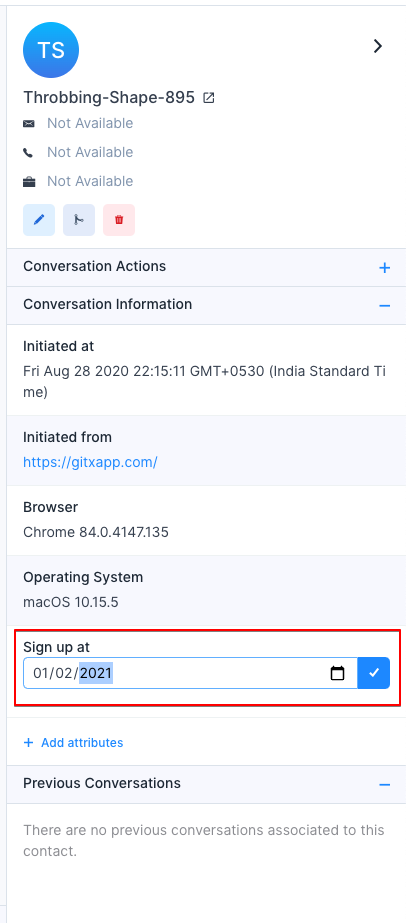 TS
Throbbing-Shape-895
Not Available
Not Available
Not Available
Conversation Actions
Conversation Information
Initiated at
Fri Aug 28 2020 22:15:11 GMT+0530 (India Standard Ti
me)
Initiated from
https://gitxapp.com/
Browser
Chrome 84.0.4147.135
Operating System
macOS 10.15.5
Sign up at
01/02/2021
+ Add attributes
Previous Conversations
There are no previous conversations associated to this
contact.